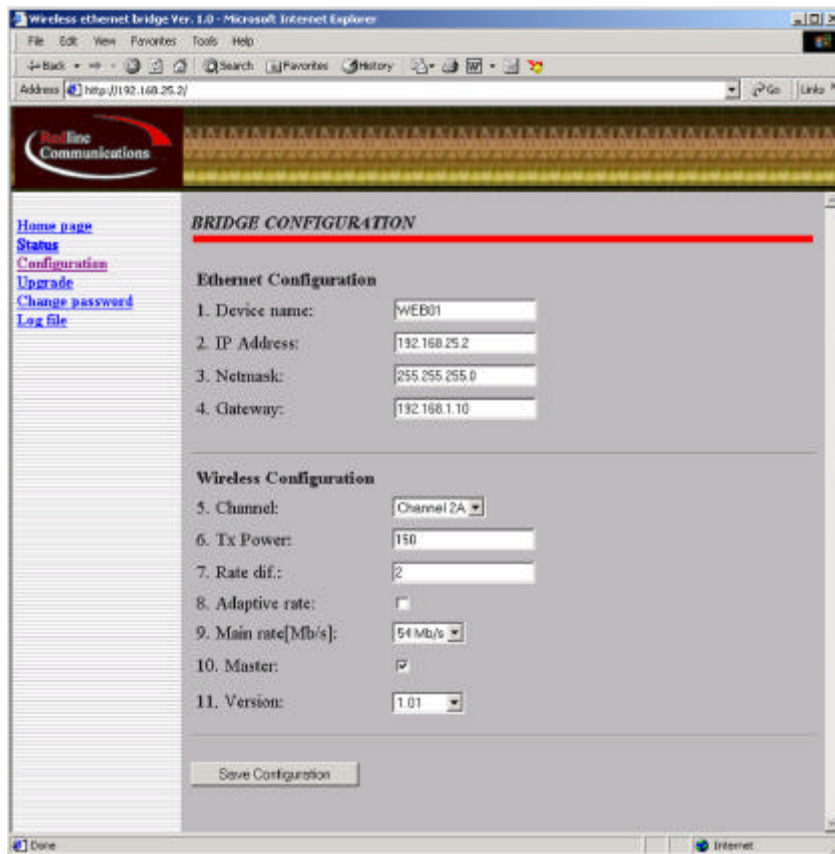 Wireless ethernet bridge Ver. 1.0 - Microsoft Internet Explorer
File Edit View Favorites Tools Help
Back Search Favorites History
Address http://192.168.25.2/ Go Links
Redline
Communications
Home page
Status
Configuration
Upgrade
Change password
Log file
BRIDGE CONFIGURATION
Ethernet Configuration
1. Device name: WEB01
2. IP Address: 192.168.25.2
3. Netmask: 255.255.255.0
4. Gateway: 192.168.1.10
Wireless Configuration
5. Channel: Channel 2A
6. Tx Power: 150
7. Rate dif.: 2
8. Adaptive rate:
9. Main rate[Mb/s]: 54 Mb/s
10. Master:
11. Version: 1.01
Save Configuration
Done Internet